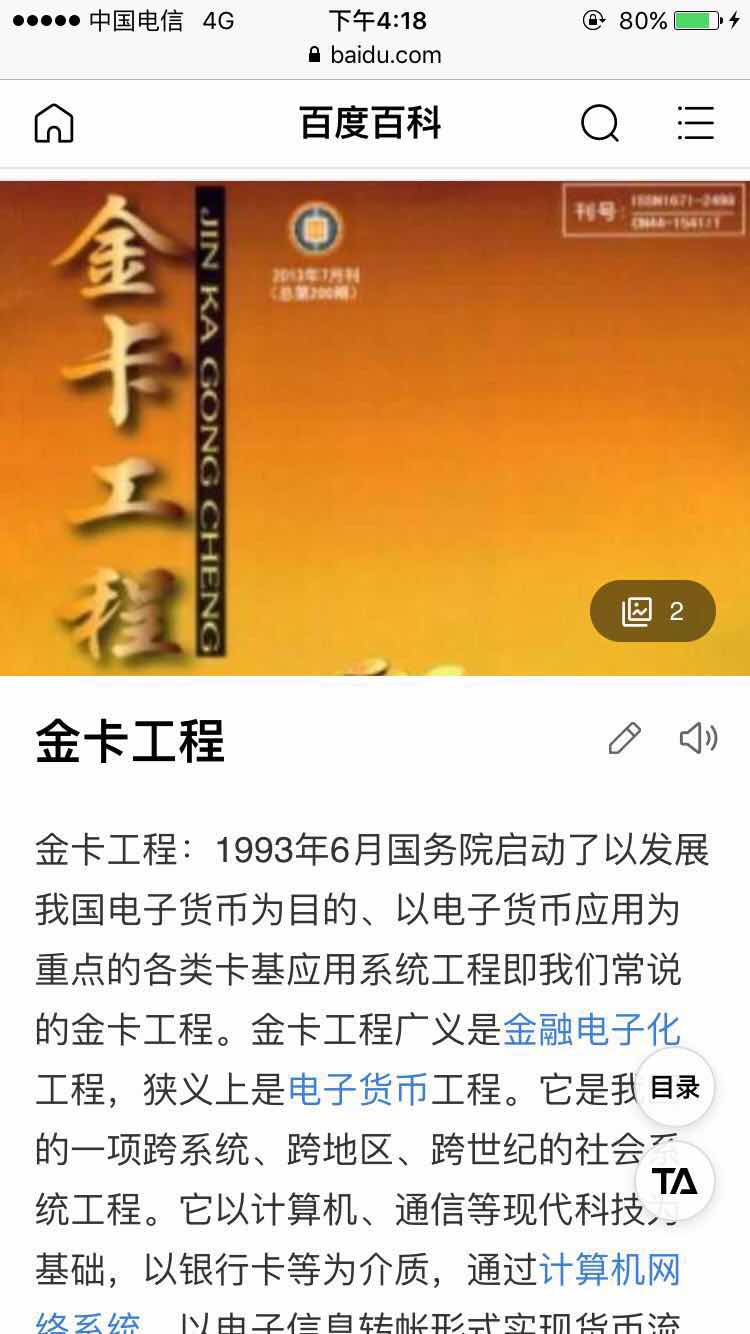 中国电信 4G 下午4:18 80%
baidu.com
百度百科
金卡工程
JIN KA GONG CHENG
2013年7月刊
（总第200期）
刊号：
ISSN1671-2489
CN44-1541/T
2
金卡工程
金卡工程：1993年6月国务院启动了以发展
我国电子货币为目的、以电子货币应用为
重点的各类卡基应用系统工程即我们常说
的金卡工程。金卡工程广义是金融电子化
工程，狭义上是电子货币工程。它是我
目录
的一项跨系统、跨地区、跨世纪的社会系
统工程。它以计算机、通信等现代科技为
TA
基础，以银行卡等为介质，通过计算机网
络系统，以电子信息转帐形式实现货币流